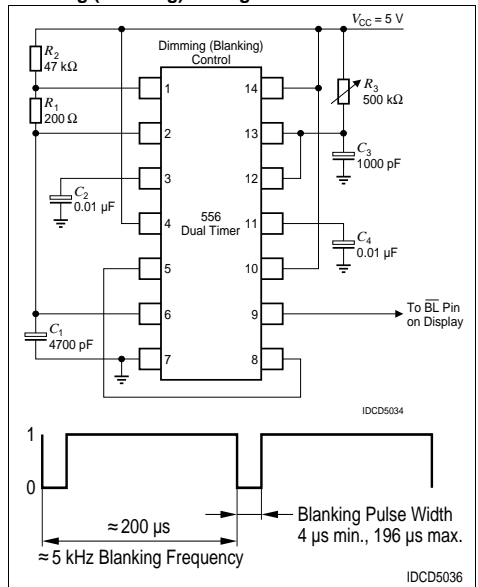 V_CC = 5 V
Dimming (Blanking)
Control
R_2
47 kΩ
R_1
200 Ω
R_3
500 kΩ
1
14
2
13
3
12
4
11
5
10
6
9
7
8
C_3
1000 pF
C_2
0.01 µF
556
Dual Timer
C_4
0.01 µF
C_1
4700 pF
To B̅L̅ Pin
on Display
IDCD5034
1
0
≈ 200 µs
≈ 5 kHz Blanking Frequency
Blanking Pulse Width
4 µs min., 196 µs max.
IDCD5036